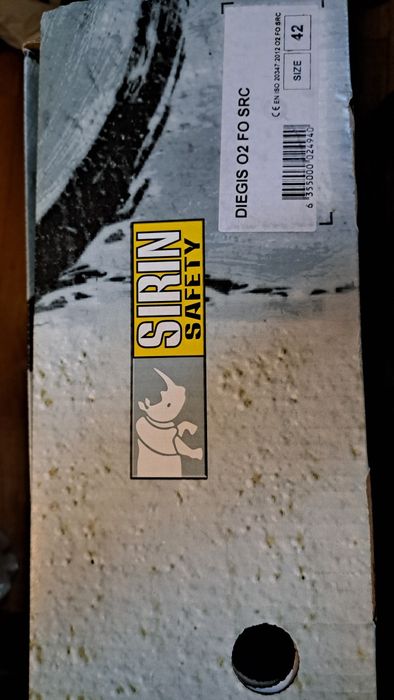 DIEGIS O2 FO SRC
CE EN ISO 20347:2012 O2 FO SRC
SIZE 42
6 355000 024940
SIRIN
SAFETY